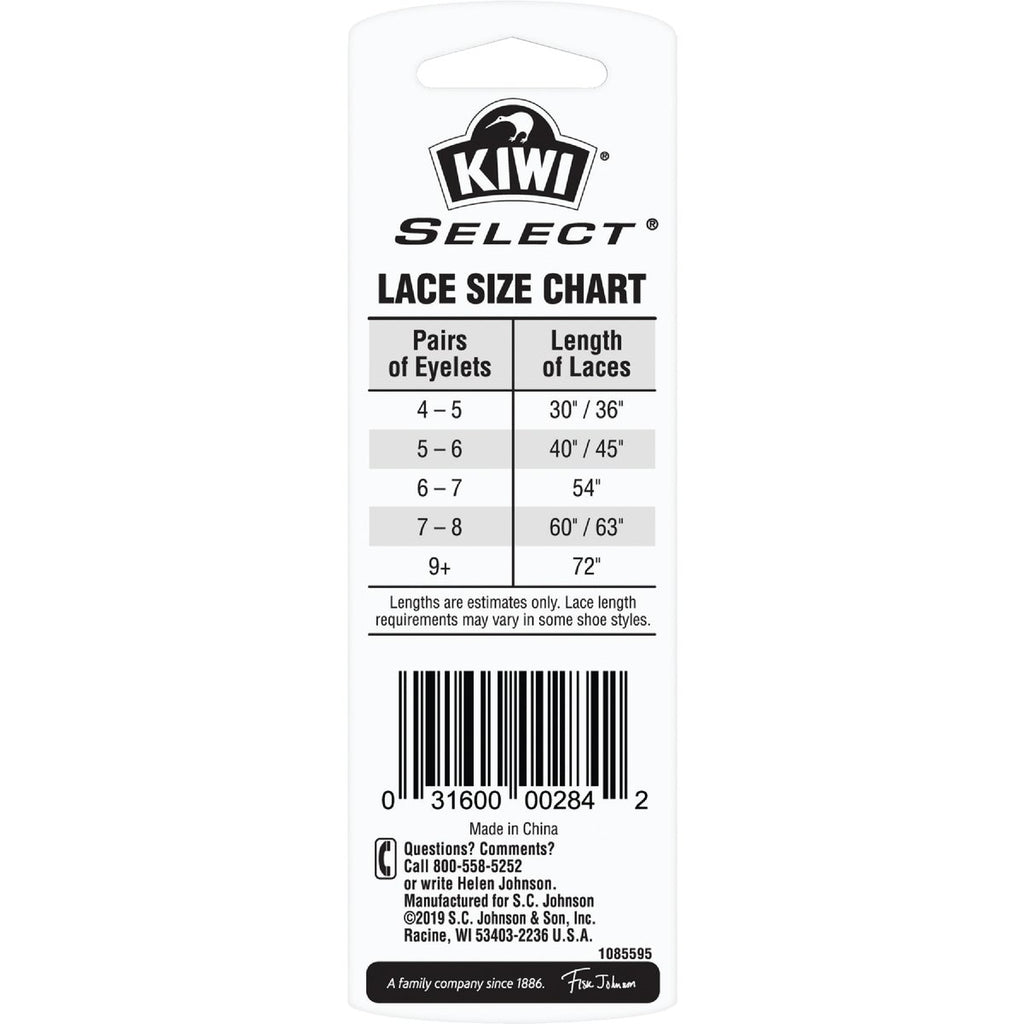 KIWI ®
SELECT ®
LACE SIZE CHART
Pairs of Eyelets Length of Laces
4 – 5 30" / 36"
5 – 6 40" / 45"
6 – 7 54"
7 – 8 60" / 63"
9+ 72"
Lengths are estimates only. Lace length
requirements may vary in some shoe styles.
0 31600 00284 2
Made in China
Questions? Comments?
Call 800-558-5252
or write Helen Johnson.
Manufactured for S.C. Johnson
©2019 S.C. Johnson & Son, Inc.
Racine, WI 53403-2236 U.S.A.
1085595
A family company since 1886. Fisk Johnson